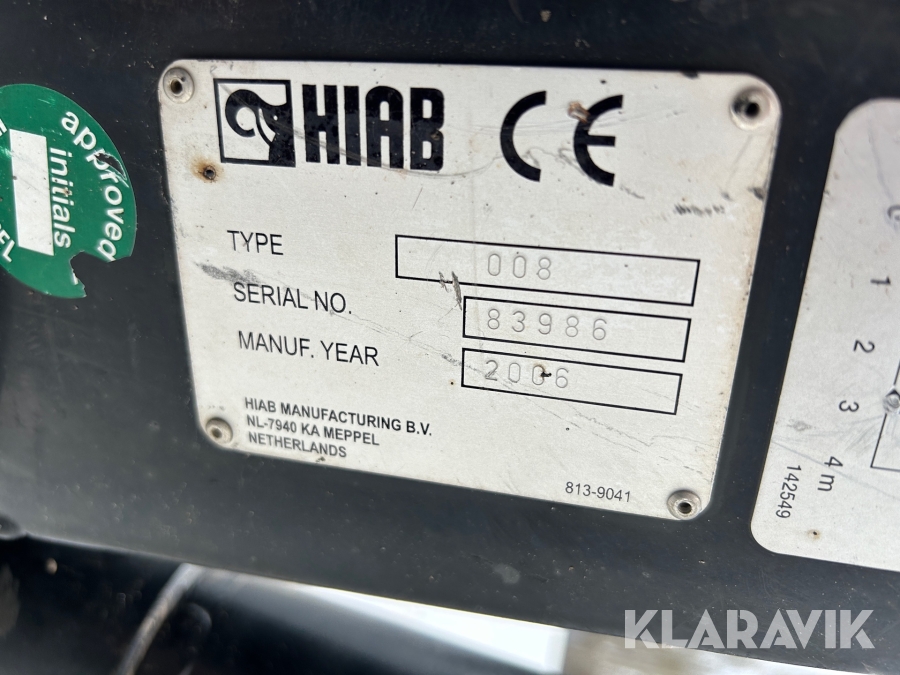 approved
initials
HIAB CE
TYPE 008
SERIAL NO. 83986
MANUF. YEAR 2006
HIAB MANUFACTURING B.V.
NL-7940 KA MEPPEL
NETHERLANDS
813-9041
0
1
2
3
4 m
142549
KLARAVIK